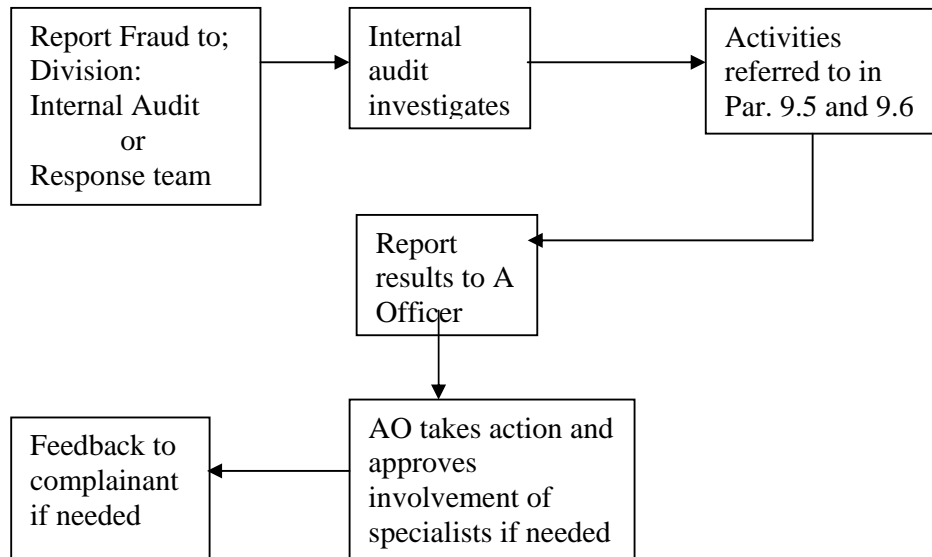 Report Fraud to;
Division:
Internal Audit
or
Response team
Internal
audit
investigates
Activities
referred to in
Par. 9.5 and 9.6
Report
results to A
Officer
AO takes action and
approves
involvement of
specialists if needed
Feedback to
complainant
if needed